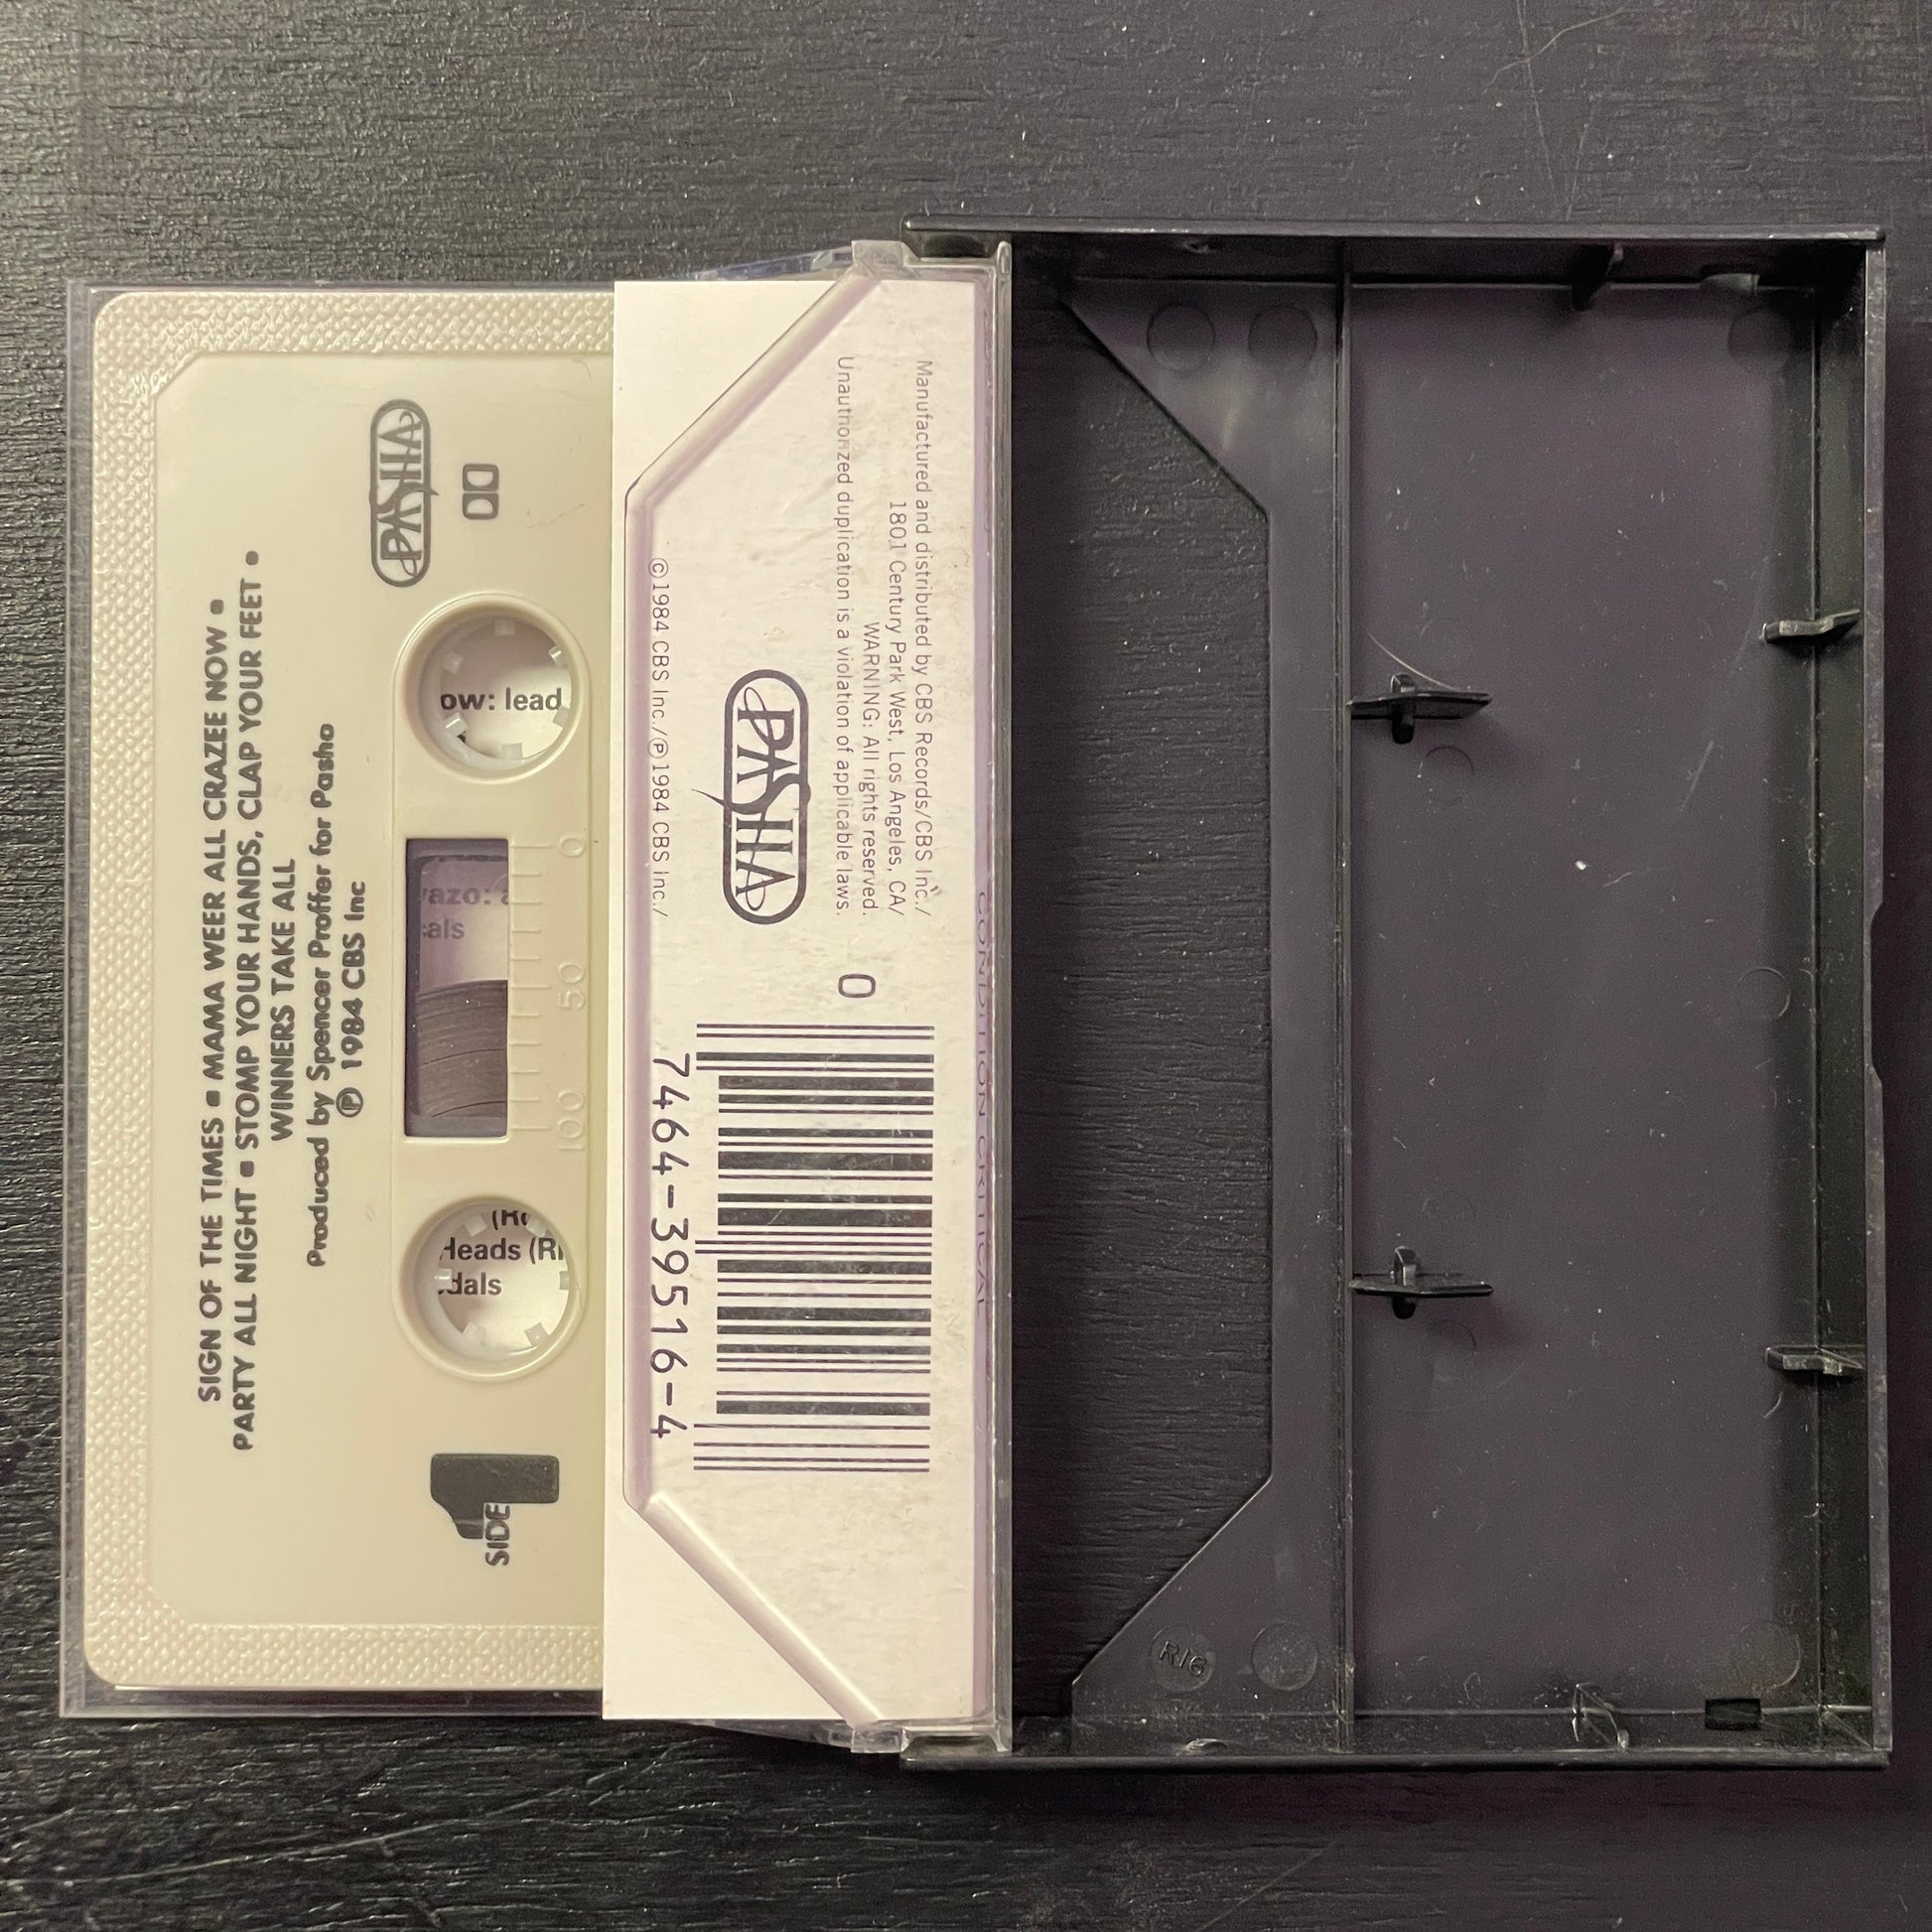 SIGN OF THE TIMES ▪ MAMA WEER ALL CRAZEE NOW ▪
PARTY ALL NIGHT ▪ STOMP YOUR HANDS, CLAP YOUR FEET ▪
WINNERS TAKE ALL
Produced by Spencer Proffer for Pasha
℗ 1984 CBS Inc
PASHA
SIDE 1
0 50 100
ow: lead
vazo: a
cals
(Ro
Heads (Ri
dals
Manufactured and distributed by CBS Records/CBS Inc./
1801 Century Park West, Los Angeles, CA/
WARNING: All rights reserved.
Unauthorized duplication is a violation of applicable laws.
PASHA
©1984 CBS Inc./℗1984 CBS Inc./
0
7464-39516-4
CONDITION CRITICAL
R16